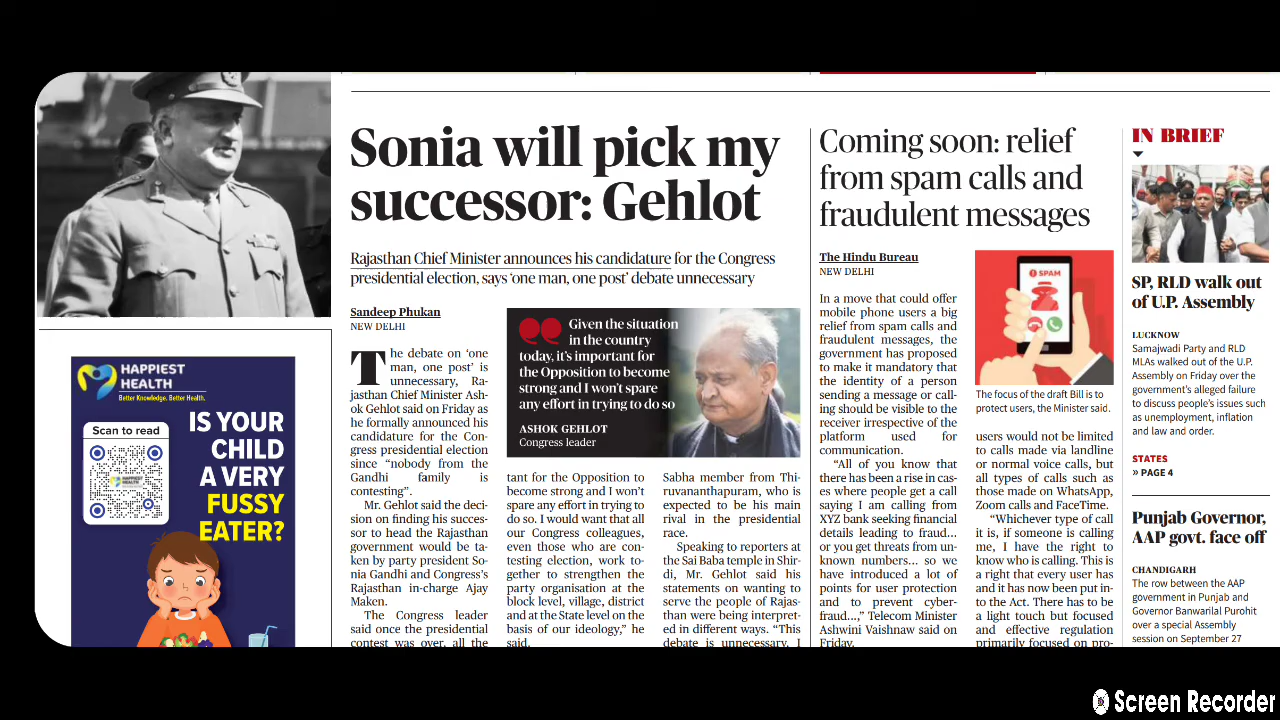 HAPPIEST
HEALTH
Better Knowledge. Better Health.
IS YOUR
CHILD
A VERY
FUSSY
EATER?
Scan to read
HAPPIEST
HEALTH
Sonia will pick my
successor: Gehlot
Rajasthan Chief Minister announces his candidature for the Congress
presidential election, says ‘one man, one post’ debate unnecessary
Sandeep Phukan
NEW DELHI
The debate on ‘one
man, one post’ is
unnecessary, Ra-
jasthan Chief Minister Ash-
ok Gehlot said on Friday as
he formally announced his
candidature for the Con-
gress presidential election
since “nobody from the
Gandhi family is
contesting”.
Mr. Gehlot said the deci-
sion on finding his succes-
sor to head the Rajasthan
government would be ta-
ken by party president So-
nia Gandhi and Congress’s
Rajasthan in-charge Ajay
Maken.
The Congress leader
said once the presidential
contest was over, all the
Given the situation
in the country
today, it’s important for
the Opposition to become
strong and I won’t spare
any effort in trying to do so
ASHOK GEHLOT
Congress leader
tant for the Opposition to
become strong and I won’t
spare any effort in trying to
do so. I would want that all
our Congress colleagues,
even those who are con-
testing election, work to-
gether to strengthen the
party organisation at the
block level, village, district
and at the State level on the
basis of our ideology,” he
said.
Sabha member from Thi-
ruvananthapuram, who is
expected to be his main
rival in the presidential
race.
Speaking to reporters at
the Sai Baba temple in Shir-
di, Mr. Gehlot said his
statements on wanting to
serve the people of Rajas-
than were being interpret-
ed in different ways. “This
debate is unnecessary. I
Coming soon: relief
from spam calls and
fraudulent messages
The Hindu Bureau
NEW DELHI
In a move that could offer
mobile phone users a big
relief from spam calls and
fraudulent messages, the
government has proposed
to make it mandatory that
the identity of a person
sending a message or call-
ing should be visible to the
receiver irrespective of the
platform used for
communication.
“All of you know that
there has been a rise in cas-
es where people get a call
saying I am calling from
XYZ bank seeking financial
details leading to fraud...
or you get threats from un-
known numbers... so we
have introduced a lot of
points for user protection
and to prevent cyber-
fraud...,” Telecom Minister
Ashwini Vaishnaw said on
Friday.
SPAM
The focus of the draft Bill is to
protect users, the Minister said.
users would not be limited
to calls made via landline
or normal voice calls, but
all types of calls such as
those made on WhatsApp,
Zoom calls and FaceTime.
“Whichever type of call
it is, if someone is calling
me, I have the right to
know who is calling. This is
a right that every user has
and it has now been put in-
to the Act. There has to be
a light touch but focused
and effective regulation
primarily focused on pro-
IN BRIEF
SP, RLD walk out
of U.P. Assembly
LUCKNOW
Samajwadi Party and RLD
MLAs walked out of the U.P.
Assembly on Friday over the
government’s alleged failure
to discuss people’s issues such
as unemployment, inflation
and law and order.
STATES
» PAGE 4
Punjab Governor,
AAP govt. face off
CHANDIGARH
The row between the AAP
government in Punjab and
Governor Banwarilal Purohit
over a special Assembly
session on September 27
Screen Recorder